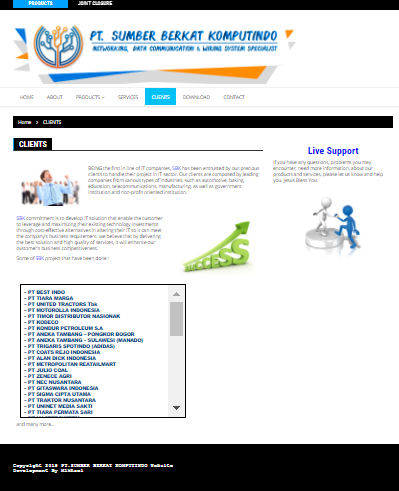 PRODUCTS JOINT CLOSURE
PT. SUMBER BERKAT KOMPUTINDO
NETWORKING, DATA COMMUNICATION & WIRING SYSTEM SPECIALIST
HOME ABOUT PRODUCTS SERVICES CLIENTS DOWNLOAD CONTACT
Home > CLIENTS
CLIENTS
BEING the first in line of IT companies, SBK has been entrusted by our precious
clients to handle their project in IT sector. Our clients are composed by leading
companies from various types of industries, such as automotive, baking,
education, telecommunications, manufacturing, as well as government
institution and non-profit oriented institution.
SBK commitment is to develop IT solution that enable the customer
to leverage and maximizing their existing technology investments
through cost-effective alternatives in altering their IT so it can meet
the company's business requirement. we believe that by delivering
the best solution and high quality of services, it will enhance our
customer's business competitiveness.
Some of SBK project that have been done :
- PT BEST INDO
- PT TIARA MARGA
- PT UNITED TRACTORS Tbk
- PT MOTOROLLA INDONESIA
- PT TIMOR DISTRIBUTOR NASIONAK
- PT KODECO
- PT KONDUR PETROLEUM S.A
- PT ANEKA TAMBANG - PONGKOR BOGOR
- PT ANEKA TAMBANG - SULAWESI (MANADO)
- PT TRIGARIS SPOTINDO (ADIDAS)
- PT COATS REJO INDONESIA
- PT ALAN DICK INDONESIA
- PT METROPOLITAN REATAILMART
- PT JULIO COAL
- PT ZENECE AGRI
- PT NEC NUSANTARA
- PT GITASWARA INDONESIA
- PT SIGMA CIPTA UTAMA
- PT TRAKTOR NUSANTARA
- PT UNINET MEDIA SAKTI
- PT TIARA PERMATA SARI
and many more...
Live Support
If you have any questions, problems you may
encounter, need more information, about our
products and services, please let us know and help
you. Jesus Bless You.
Copyright 2019 PT.SUMBER BERKAT KOMPUTINDO WebSite
Development By